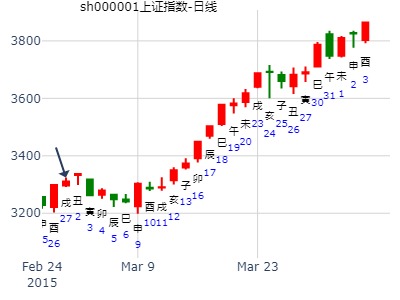 sh000001上证指数-日线
3800
3600
3400
3200
申 酉 戌 丑 寅 卯 辰 巳 申 酉 戌 亥 子 卯 辰 巳 午 未 戌 亥 子 丑 寅 巳 午 未 申 酉
5 26 27 2 3 4 5 6 9 10 11 12 13 16 17 18 19 20 23 24 25 26 27 30 31 1 2 3
Feb 24
2015
Mar 9
Mar 23